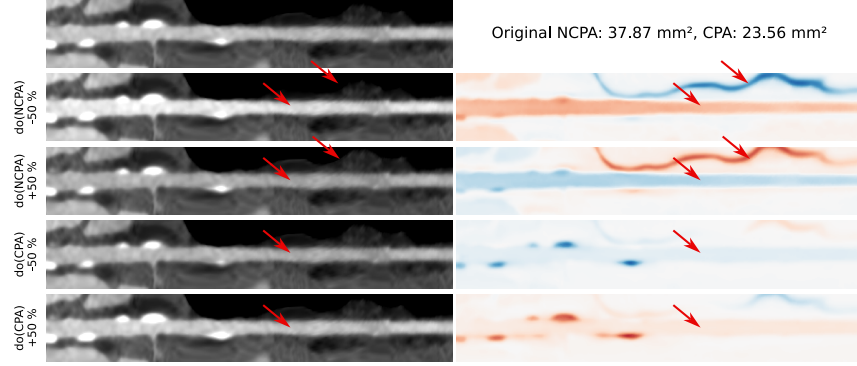 Original NCPA: 37.87 mm², CPA: 23.56 mm²
do(NCPA)
-50 %
do(NCPA)
+50 %
do(CPA)
-50 %
do(CPA)
+50 %